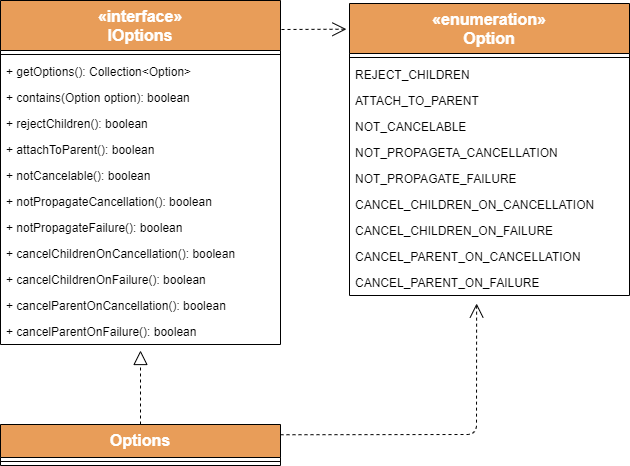 «interface»
IOptions
+ getOptions(): Collection<Option>
+ contains(Option option): boolean
+ rejectChildren(): boolean
+ attachToParent(): boolean
+ notCancelable(): boolean
+ notPropagateCancellation(): boolean
+ notPropagateFailure(): boolean
+ cancelChildrenOnCancellation(): boolean
+ cancelChildrenOnFailure(): boolean
+ cancelParentOnCancellation(): boolean
+ cancelParentOnFailure(): boolean
«enumeration»
Option
REJECT_CHILDREN
ATTACH_TO_PARENT
NOT_CANCELABLE
NOT_PROPAGETA_CANCELLATION
NOT_PROPAGATE_FAILURE
CANCEL_CHILDREN_ON_CANCELLATION
CANCEL_CHILDREN_ON_FAILURE
CANCEL_PARENT_ON_CANCELLATION
CANCEL_PARENT_ON_FAILURE
Options